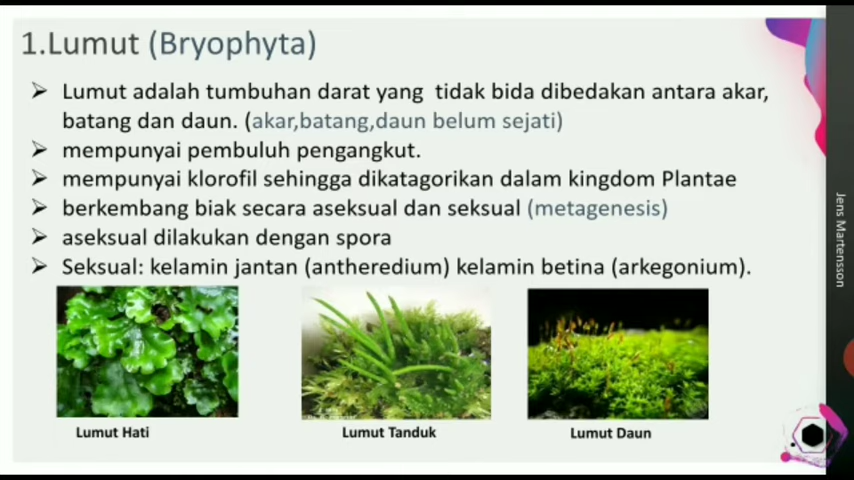 1.Lumut (Bryophyta)
Lumut adalah tumbuhan darat yang tidak bida dibedakan antara akar,
batang dan daun. (akar,batang,daun belum sejati)
mempunyai pembuluh pengangkut.
mempunyai klorofil sehingga dikatagorikan dalam kingdom Plantae
berkembang biak secara aseksual dan seksual (metagenesis)
aseksual dilakukan dengan spora
Seksual: kelamin jantan (antheredium) kelamin betina (arkegonium).
Lumut Hati
Lumut Tanduk
Lumut Daun
Jens Martensson